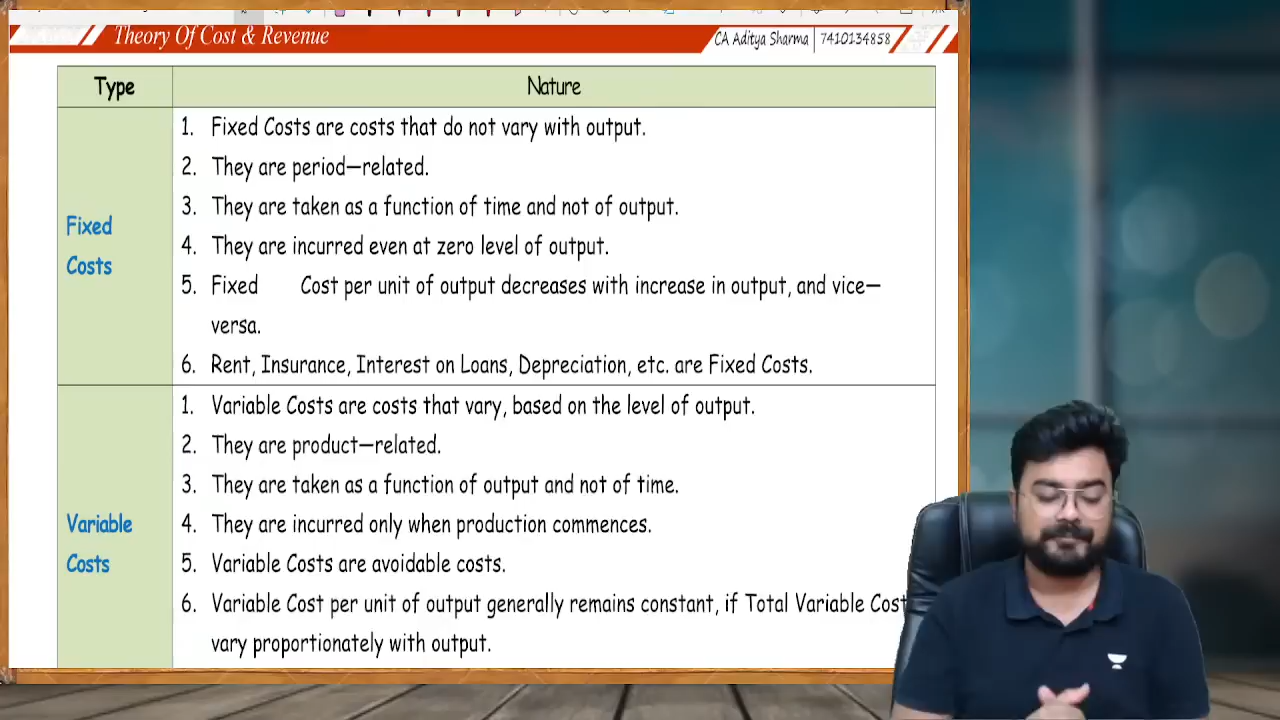 Theory Of Cost & Revenue
CA Aditya Sharma | 7410134858
Type
Nature
Fixed
Costs
1. Fixed Costs are costs that do not vary with output.
2. They are period—related.
3. They are taken as a function of time and not of output.
4. They are incurred even at zero level of output.
5. Fixed Cost per unit of output decreases with increase in output, and vice—
versa.
6. Rent, Insurance, Interest on Loans, Depreciation, etc. are Fixed Costs.
Variable
Costs
1. Variable Costs are costs that vary, based on the level of output.
2. They are product—related.
3. They are taken as a function of output and not of time.
4. They are incurred only when production commences.
5. Variable Costs are avoidable costs.
6. Variable Cost per unit of output generally remains constant, if Total Variable Cost
vary proportionately with output.